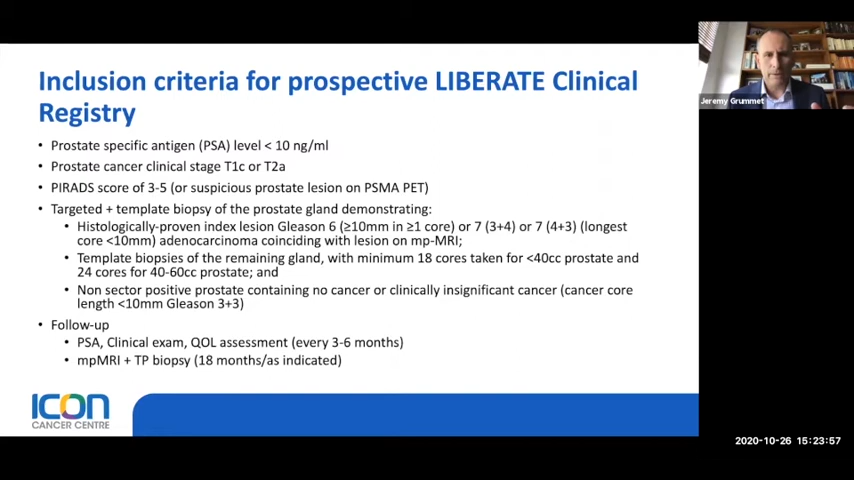 Inclusion criteria for prospective LIBERATE Clinical
Registry
• Prostate specific antigen (PSA) level < 10 ng/ml
• Prostate cancer clinical stage T1c or T2a
• PIRADS score of 3-5 (or suspicious prostate lesion on PSMA PET)
• Targeted + template biopsy of the prostate gland demonstrating:
• Histologically-proven index lesion Gleason 6 (≥10mm in ≥1 core) or 7 (3+4) or 7 (4+3) (longest
core <10mm) adenocarcinoma coinciding with lesion on mp-MRI;
• Template biopsies of the remaining gland, with minimum 18 cores taken for <40cc prostate and
24 cores for 40-60cc prostate; and
• Non sector positive prostate containing no cancer or clinically insignificant cancer (cancer core
length <10mm Gleason 3+3)
• Follow-up
• PSA, Clinical exam, QOL assessment (every 3-6 months)
• mpMRI + TP biopsy (18 months/as indicated)
ICON
CANCER CENTRE
Jeremy Grummet
2020-10-26 15:23:57